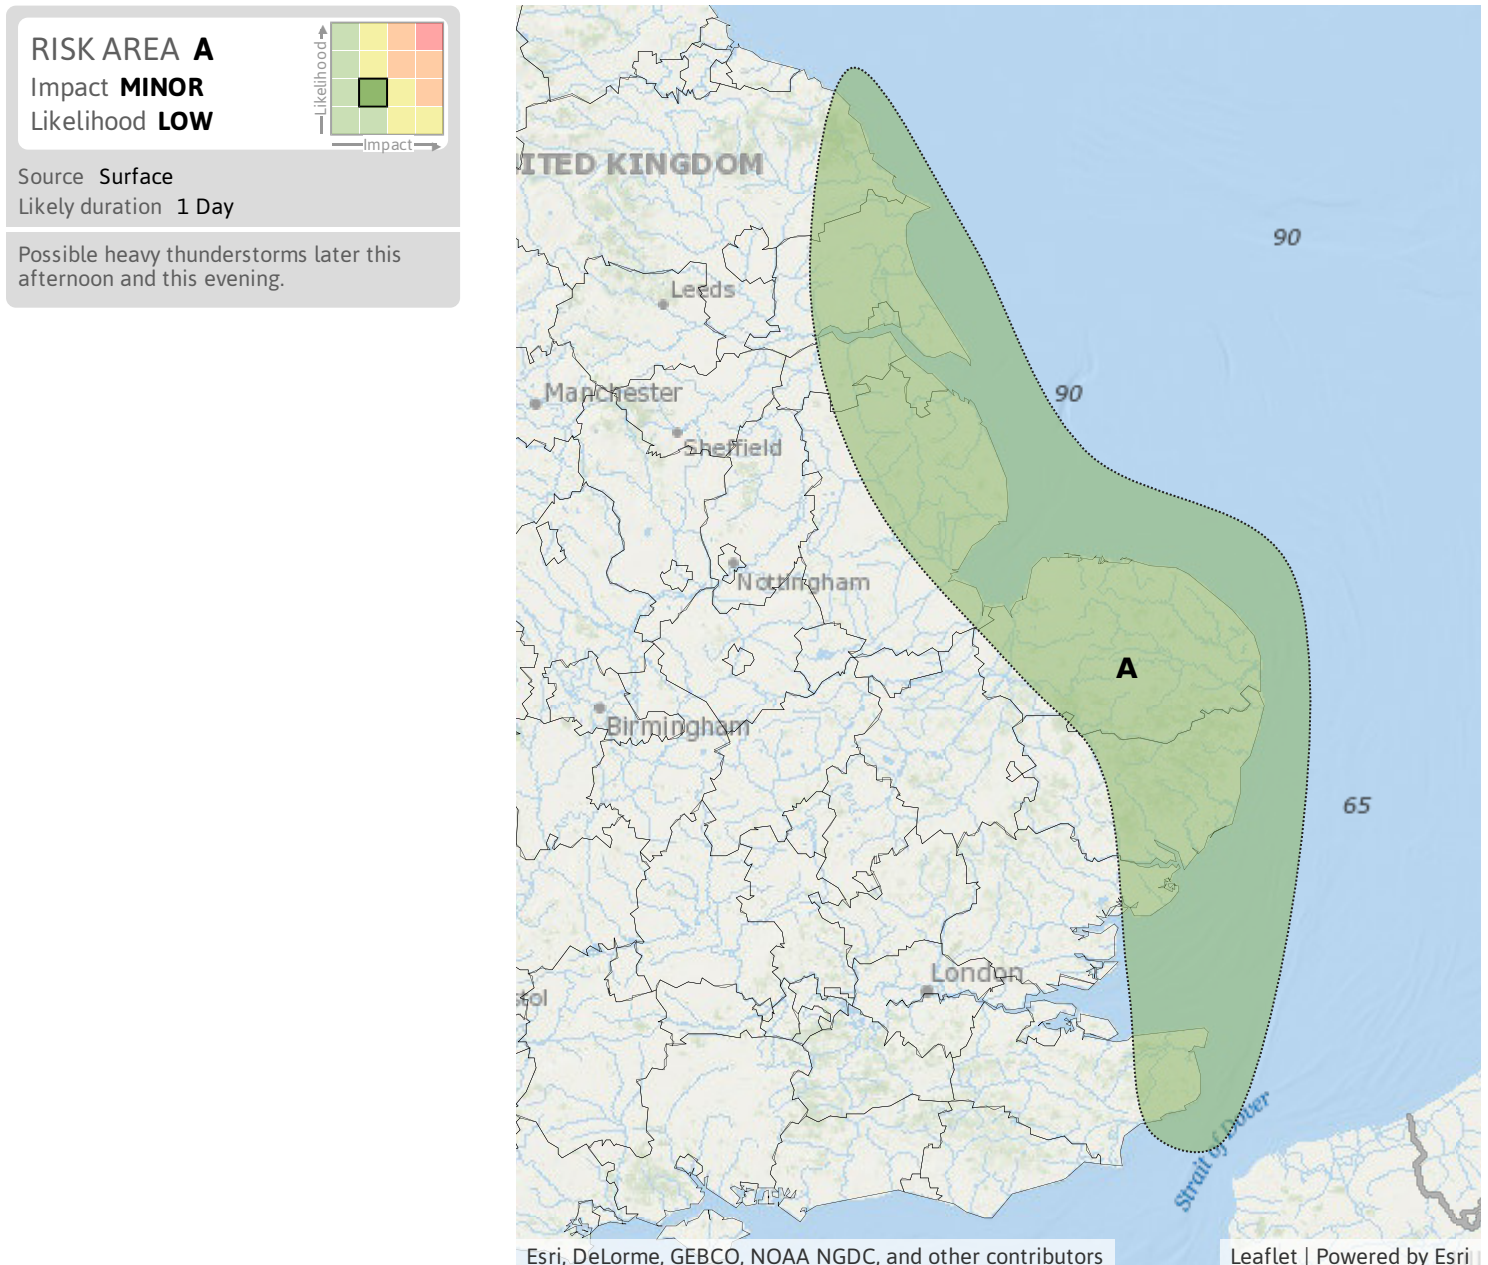 RISK AREA A
Impact MINOR
Likelihood LOW
Likelihood
Impact
Source Surface
Likely duration 1 Day
Possible heavy thunderstorms later this
afternoon and this evening.
ITED KINGDOM
90
Leeds
Manchester
90
Sheffield
Nottingham
A
Birmingham
65
London
stol
Strait of Dover
Esri, DeLorme, GEBCO, NOAA NGDC, and other contributors
Leaflet | Powered by Esri